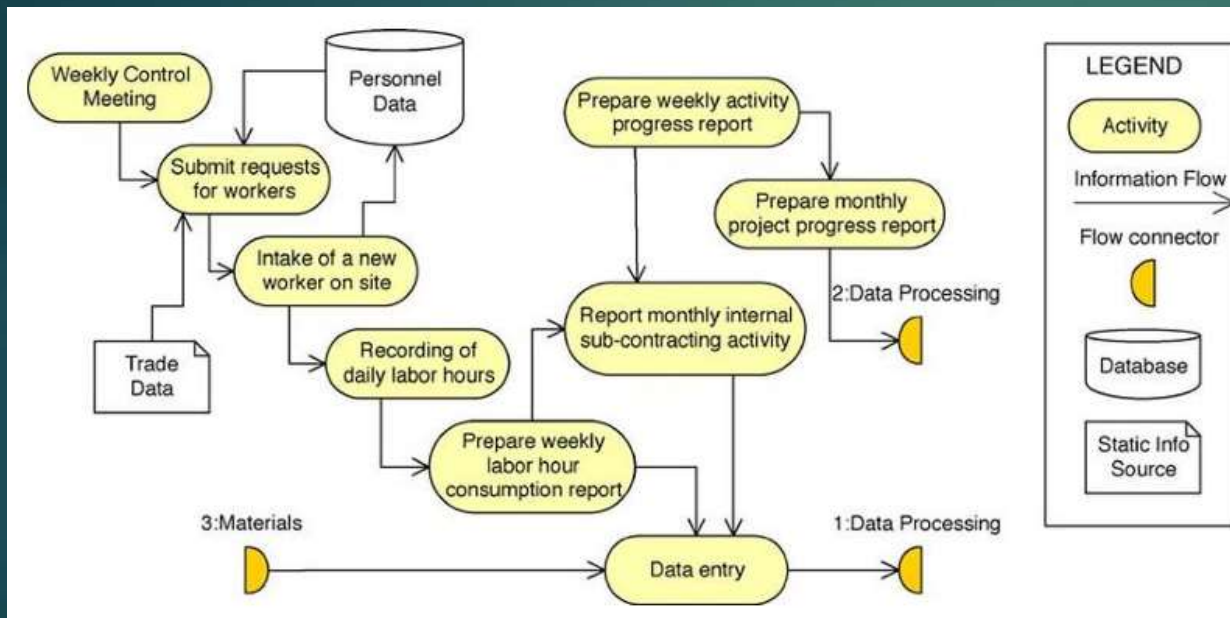 Weekly Control
Meeting
Personnel
Data
Submit requests
for workers
Intake of a new
worker on site
Trade
Data
Recording of
daily labor hours
Prepare weekly
labor hour
consumption report
Prepare weekly activity
progress report
Prepare monthly
project progress report
2:Data Processing
Report monthly internal
sub-contracting activity
3:Materials
Data entry
1:Data Processing
LEGEND
Activity
Information Flow
Flow connector
Database
Static Info
Source